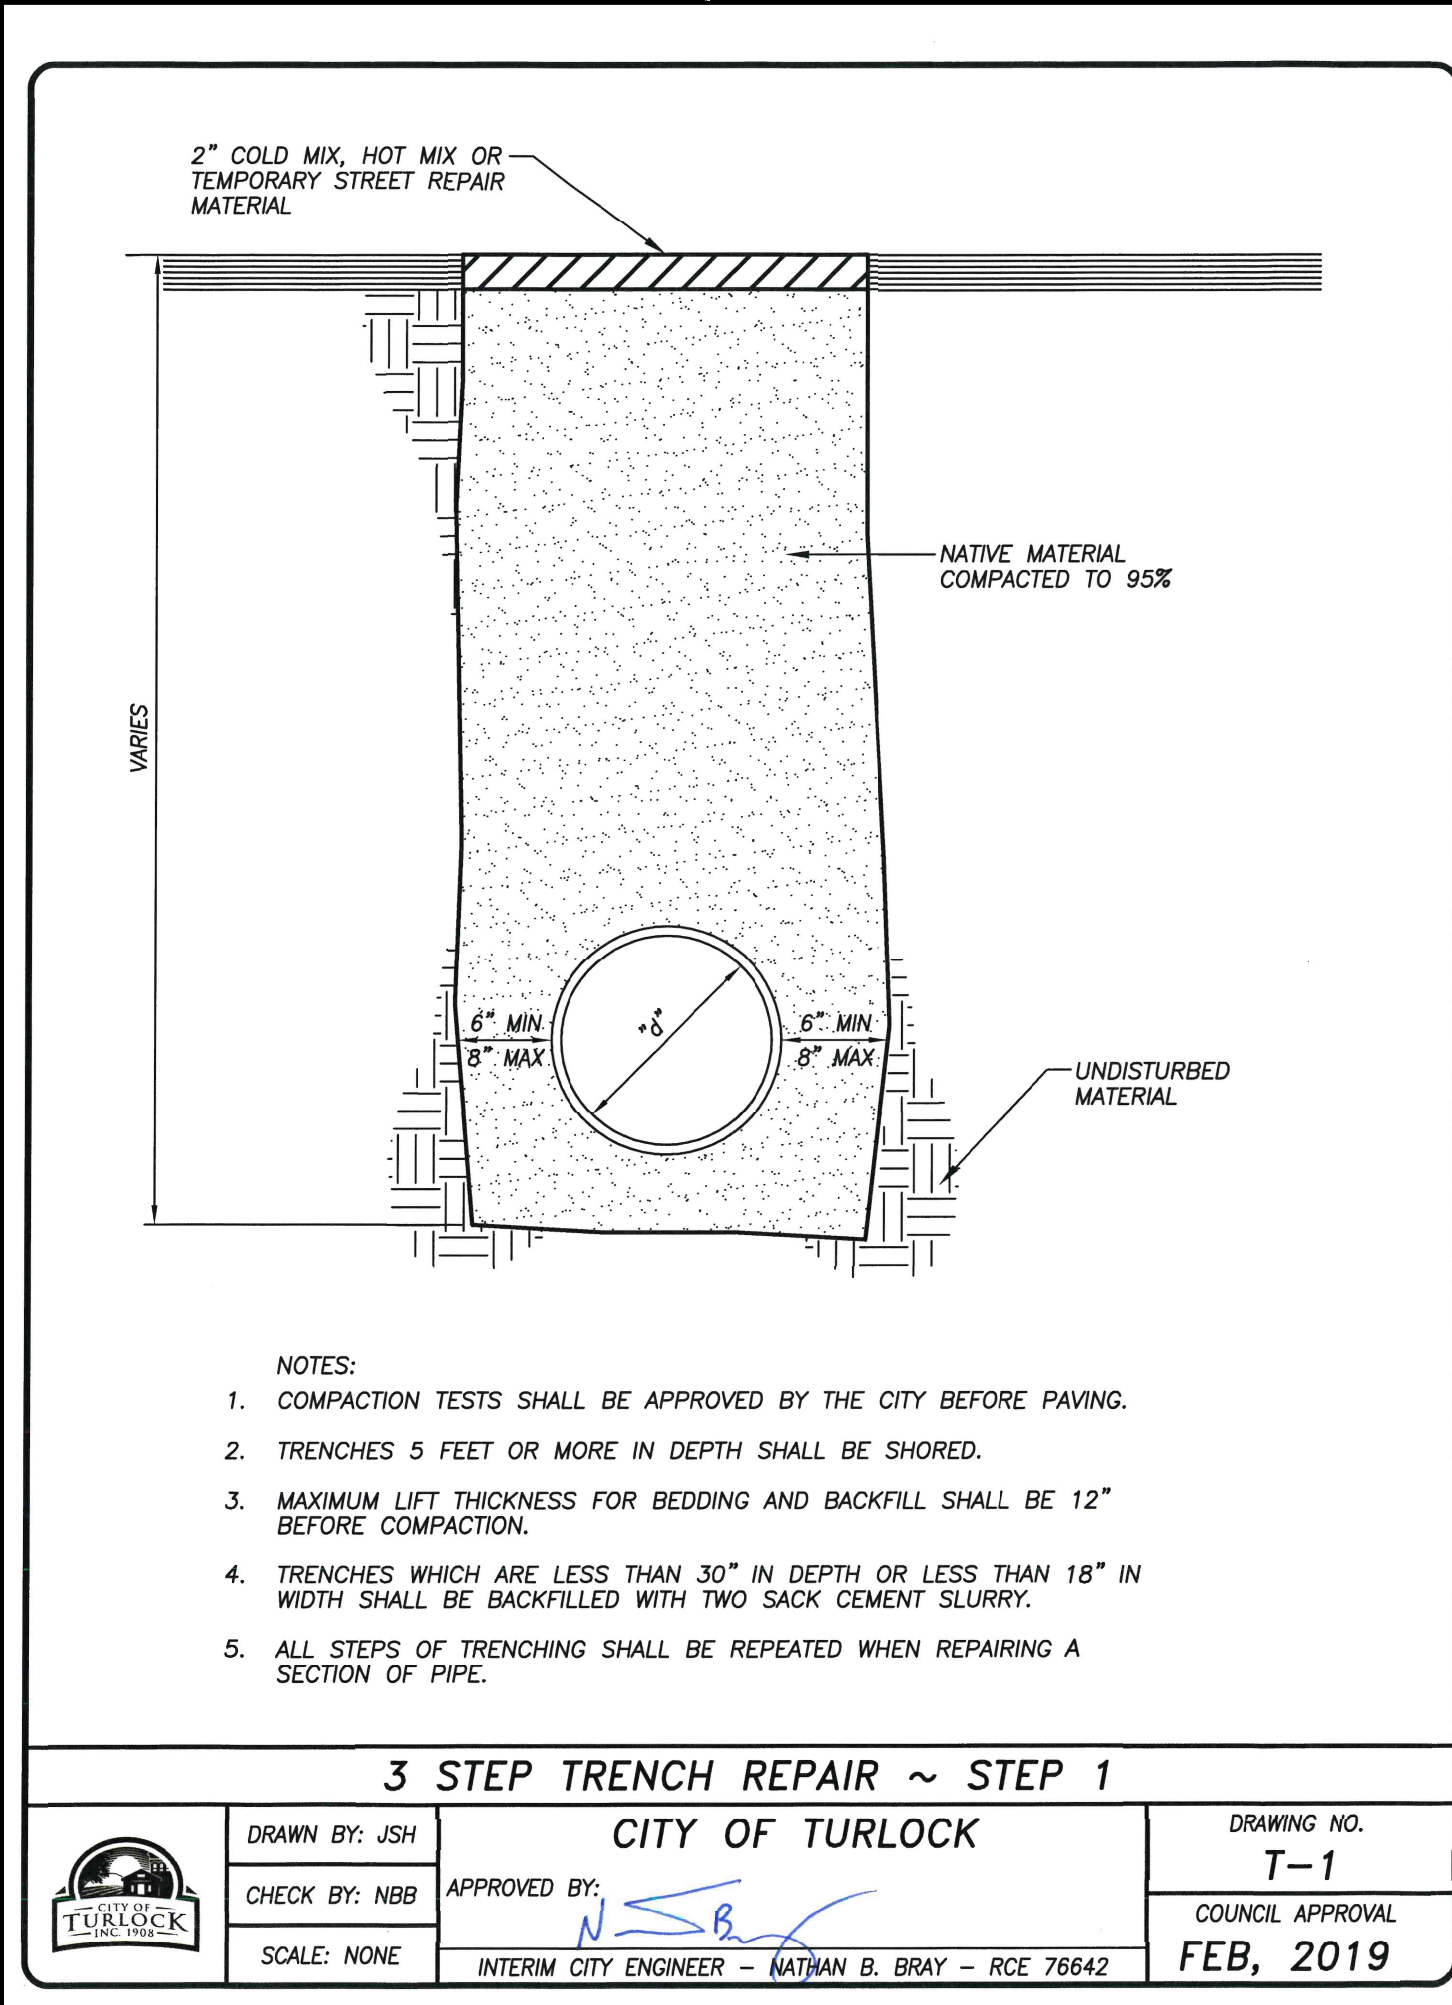 2" COLD MIX, HOT MIX OR
TEMPORARY STREET REPAIR
MATERIAL
NATIVE MATERIAL
COMPACTED TO 95%
VARIES
6" MIN
8" MAX
"d"
6" MIN
8" MAX
UNDISTURBED
MATERIAL
NOTES:
1. COMPACTION TESTS SHALL BE APPROVED BY THE CITY BEFORE PAVING.
2. TRENCHES 5 FEET OR MORE IN DEPTH SHALL BE SHORED.
3. MAXIMUM LIFT THICKNESS FOR BEDDING AND BACKFILL SHALL BE 12"
BEFORE COMPACTION.
4. TRENCHES WHICH ARE LESS THAN 30" IN DEPTH OR LESS THAN 18" IN
WIDTH SHALL BE BACKFILLED WITH TWO SACK CEMENT SLURRY.
5. ALL STEPS OF TRENCHING SHALL BE REPEATED WHEN REPAIRING A
SECTION OF PIPE.
3 STEP TRENCH REPAIR ~ STEP 1
CITY OF
TURLOCK
INC. 1908
DRAWN BY: JSH
CHECK BY: NBB
SCALE: NONE
CITY OF TURLOCK
APPROVED BY:
INTERIM CITY ENGINEER – NATHAN B. BRAY – RCE 76642
DRAWING NO.
T-1
COUNCIL APPROVAL
FEB, 2019